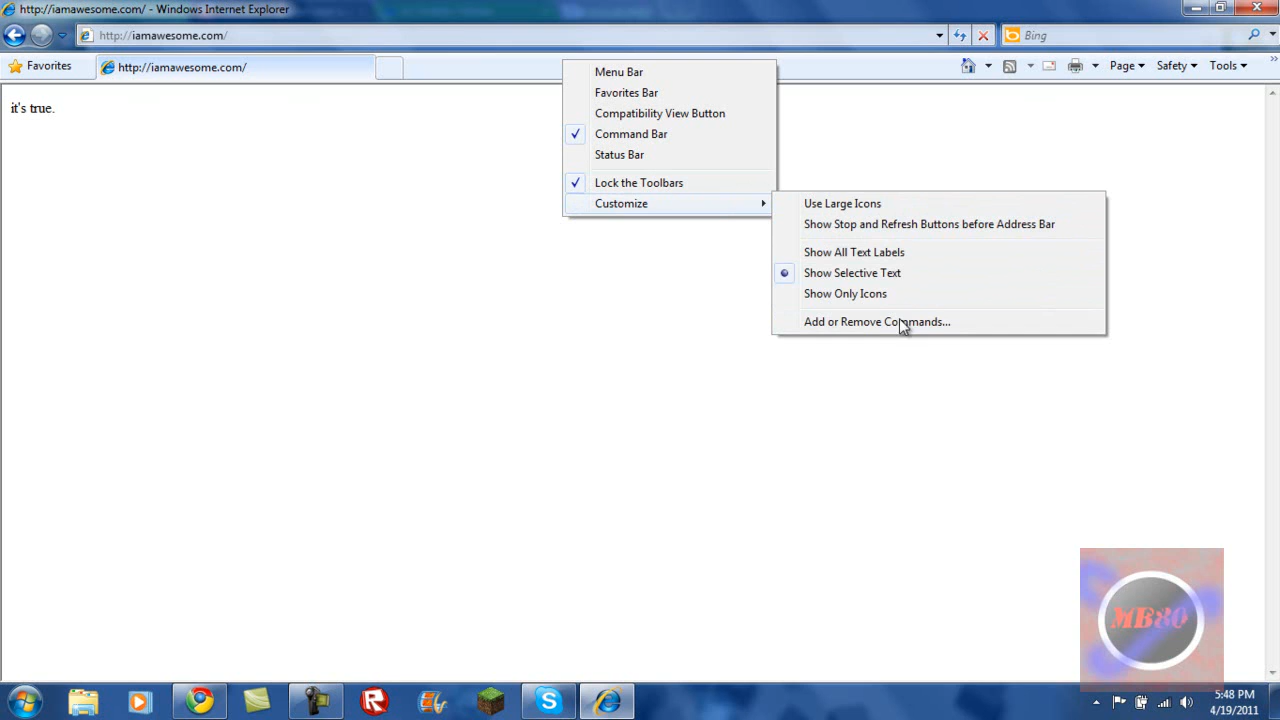 http://iamawesome.com/ - Windows Internet Explorer
http://iamawesome.com/
Bing
Favorites
http://iamawesome.com/
Page
Safety
Tools
it's true.
Menu Bar
Favorites Bar
Compatibility View Button
Command Bar
Status Bar
Lock the Toolbars
Customize
Use Large Icons
Show Stop and Refresh Buttons before Address Bar
Show All Text Labels
Show Selective Text
Show Only Icons
Add or Remove Commands...
MB80
5:48 PM
4/19/2011